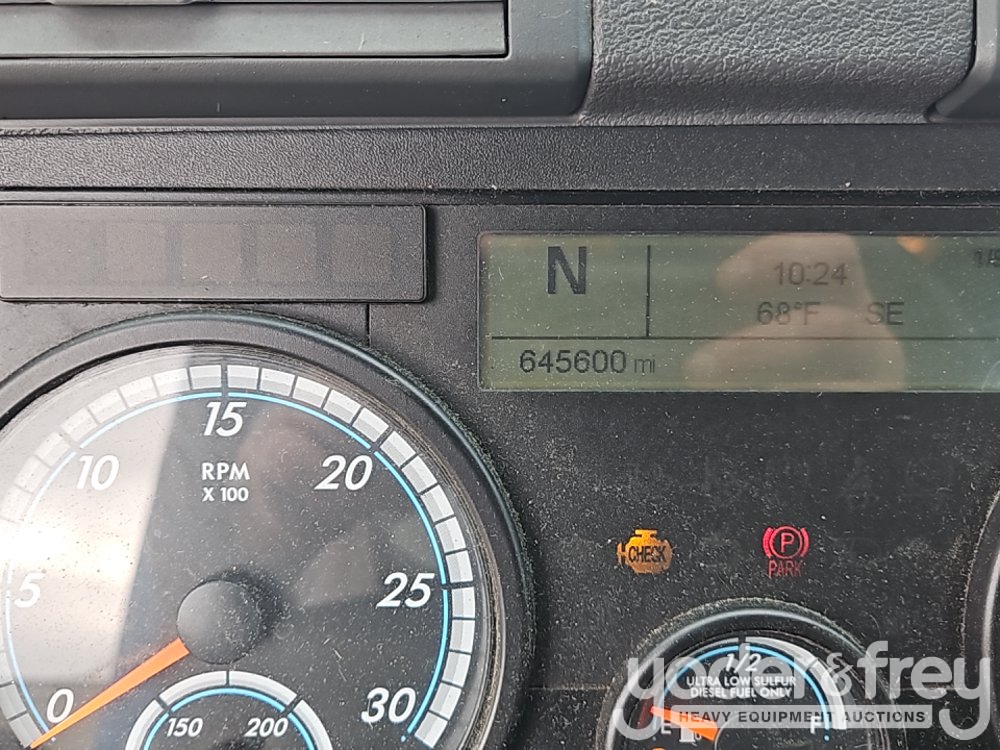 N
10:24
68°F SE
645600 mi
0
5
10
15
20
25
30
RPM
X 100
150
200
CHECK
PARK
P
1/2
ULTRA LOW SULFUR
DIESEL FUEL ONLY
E
F
yoder&frey
HEAVY EQUIPMENT AUCTIONS